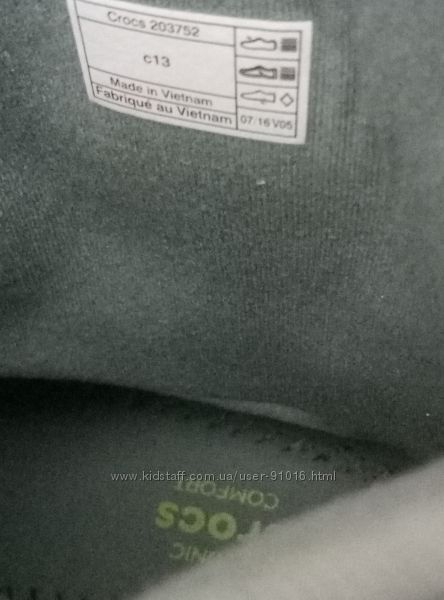 Crocs 203752
c13
Made in Vietnam
Fabriqué au Vietnam
07/16 V05
www.kidstaff.com.ua/user-91016.html
COMFORT